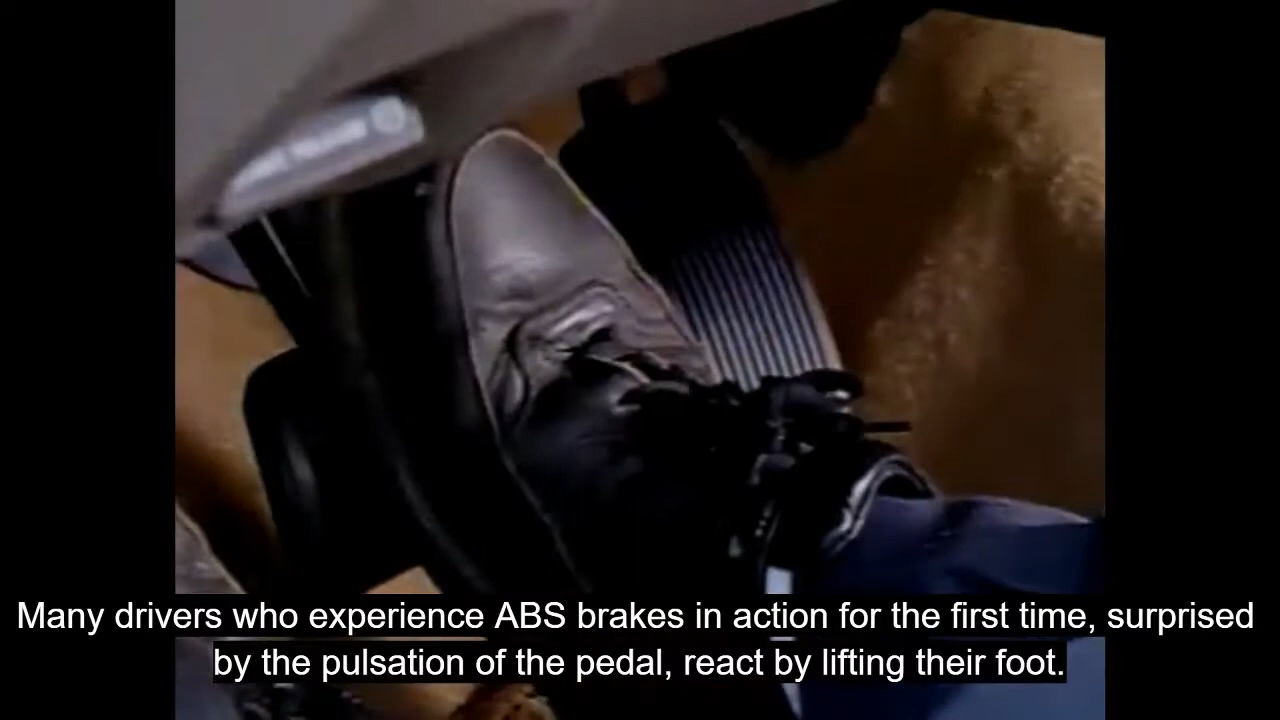 Many drivers who experience ABS brakes in action for the first time, surprised
by the pulsation of the pedal, react by lifting their foot.